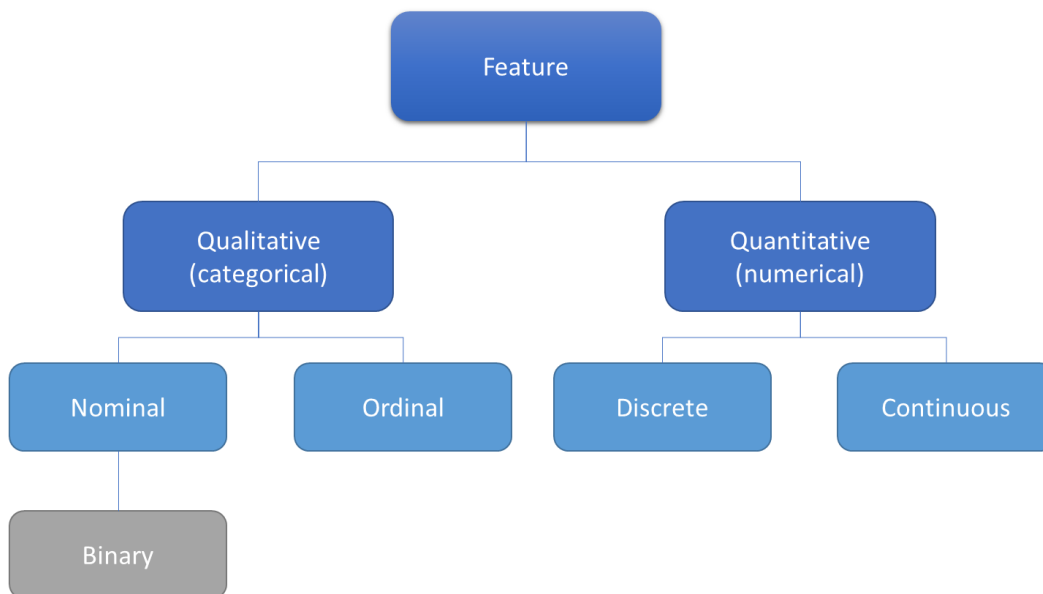 Feature
Qualitative
(categorical)
Quantitative
(numerical)
Nominal
Ordinal
Discrete
Continuous
Binary